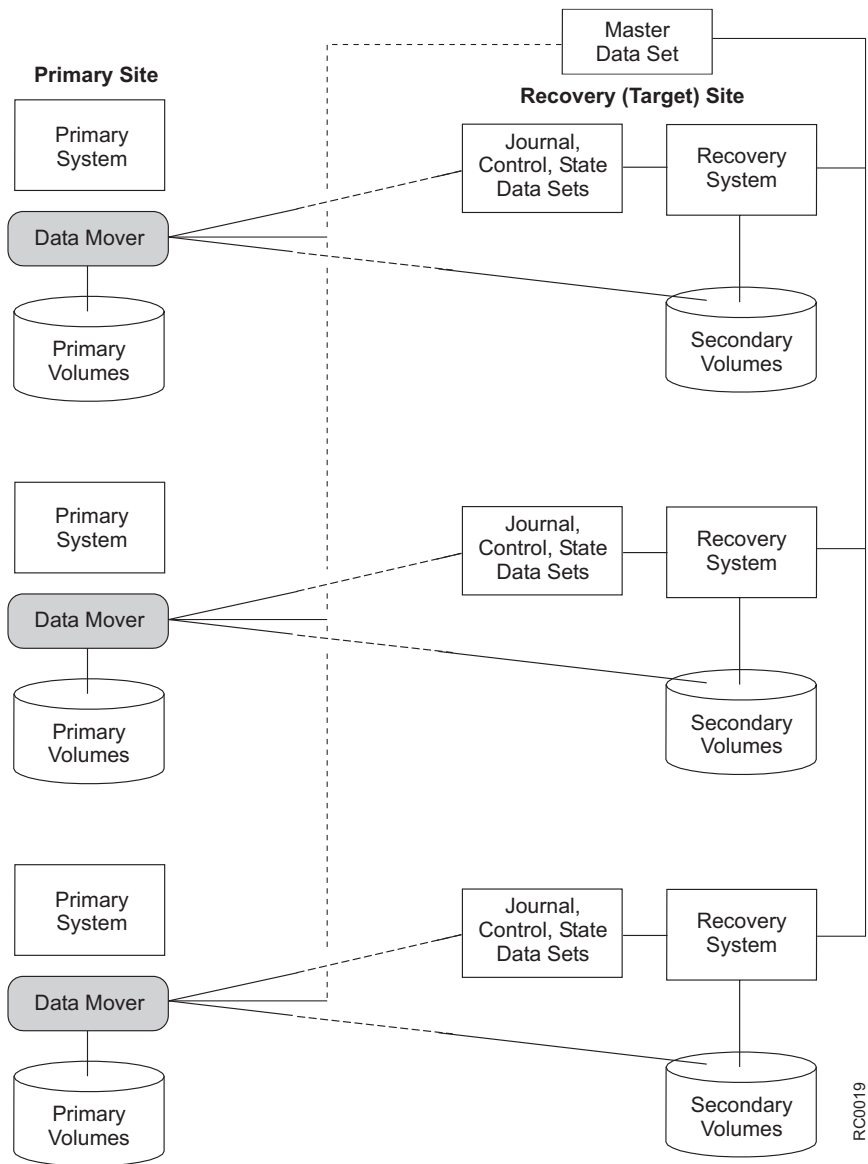 Master
Data Set
Primary Site
Recovery (Target) Site
Primary
System
Journal,
Control, State
Data Sets
Recovery
System
Data Mover
Primary
Volumes
Secondary
Volumes
Primary
System
Journal,
Control, State
Data Sets
Recovery
System
Data Mover
Primary
Volumes
Secondary
Volumes
Primary
System
Journal,
Control, State
Data Sets
Recovery
System
Data Mover
Primary
Volumes
Secondary
Volumes
RC0019